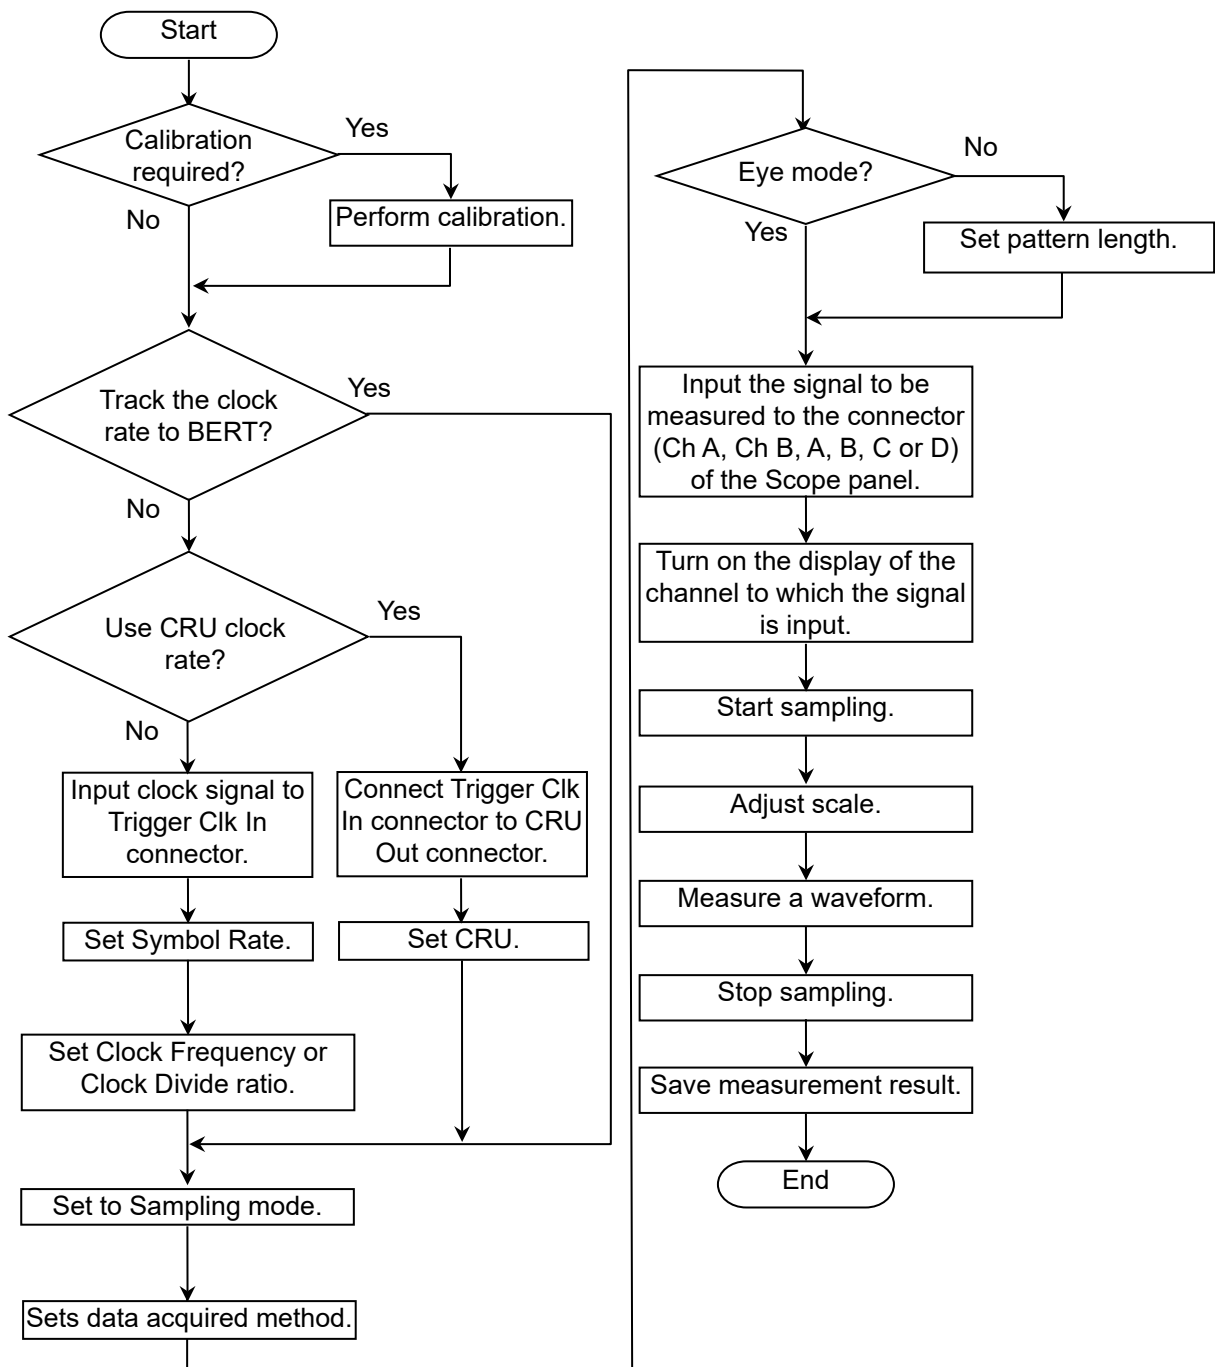 Start
Calibration
required?
Yes
No
Perform calibration.
Track the clock
rate to BERT?
Yes
No
Use CRU clock
rate?
Yes
No
Input clock signal to
Trigger Clk In
connector.
Connect Trigger Clk
In connector to CRU
Out connector.
Set Symbol Rate.
Set CRU.
Set Clock Frequency or
Clock Divide ratio.
Set to Sampling mode.
Sets data acquired method.
Eye mode?
No
Yes
Set pattern length.
Input the signal to be
measured to the connector
(Ch A, Ch B, A, B, C or D)
of the Scope panel.
Turn on the display of the
channel to which the signal
is input.
Start sampling.
Adjust scale.
Measure a waveform.
Stop sampling.
Save measurement result.
End